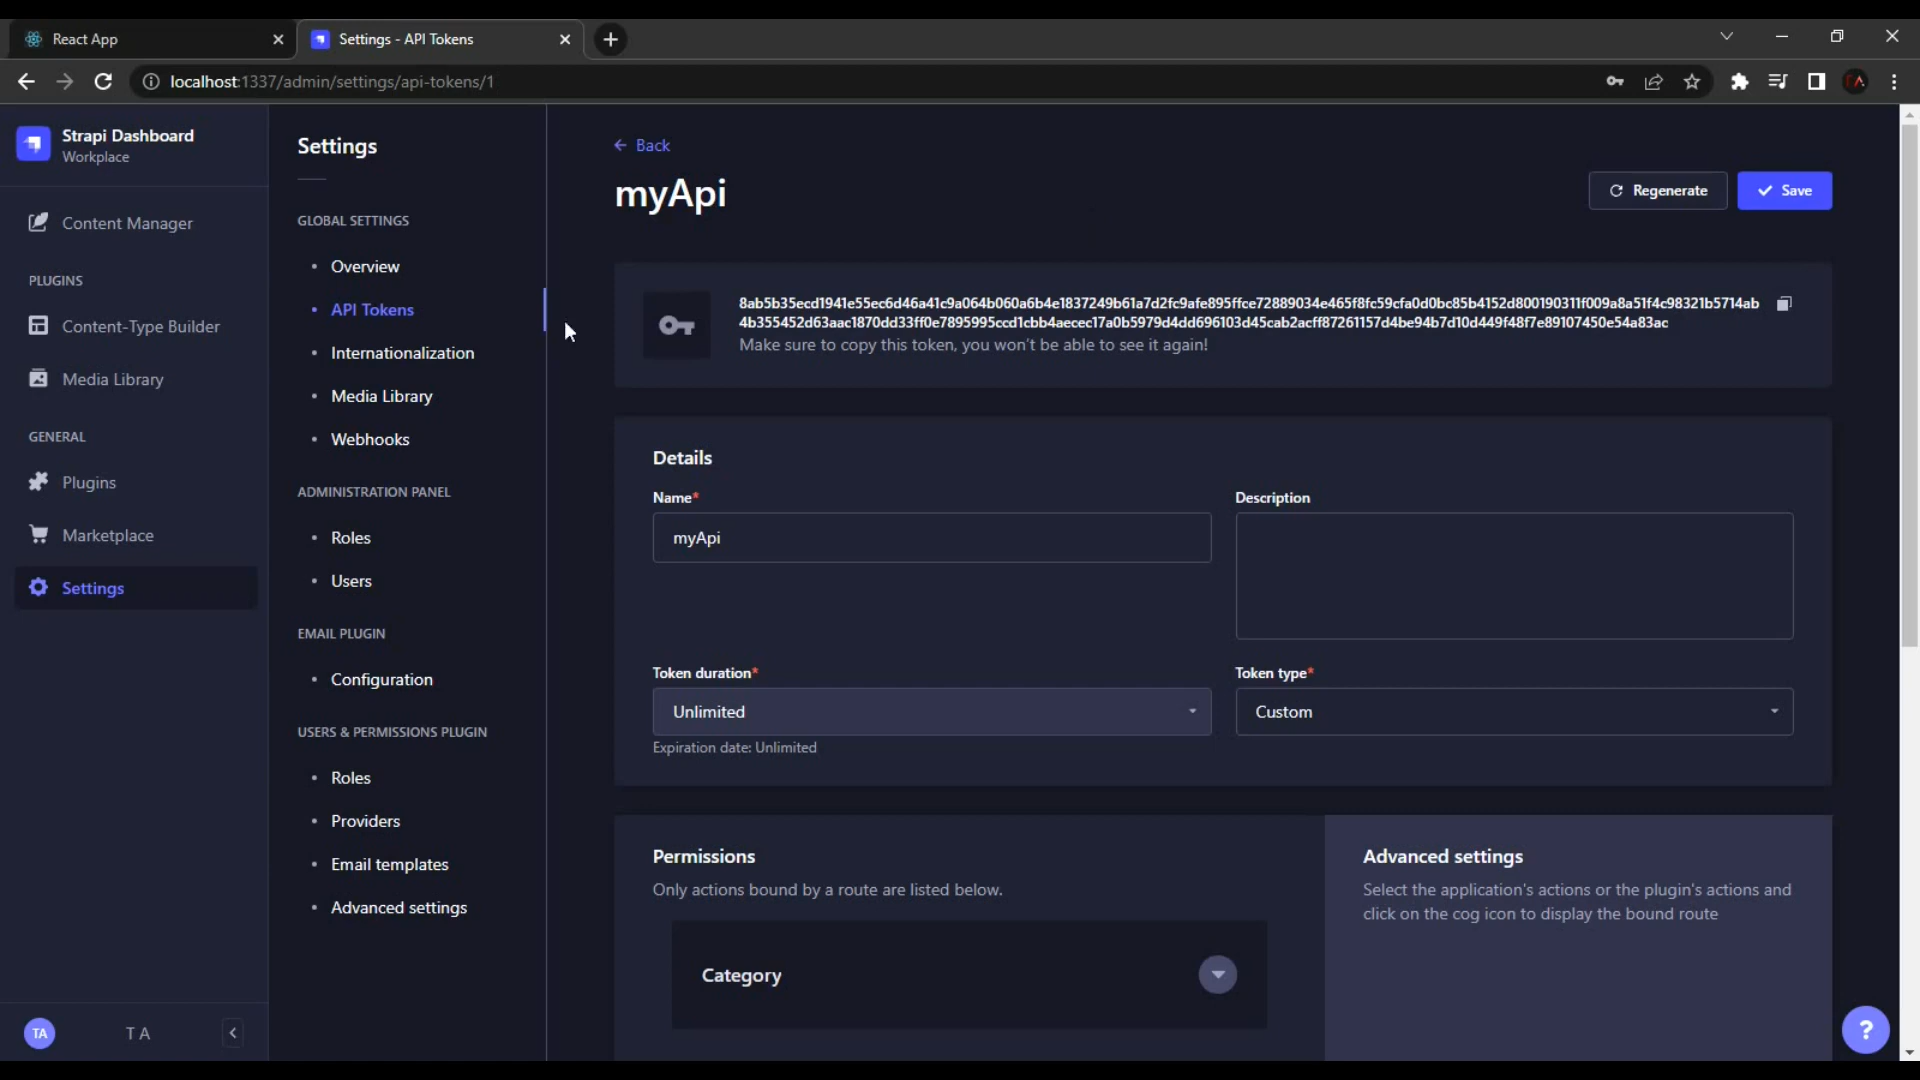 React App
Settings - API Tokens
localhost:1337/admin/settings/api-tokens/1
Strapi Dashboard
Workplace
Content Manager
PLUGINS
Content-Type Builder
Media Library
GENERAL
Plugins
Marketplace
Settings
TA
T A
Settings
GLOBAL SETTINGS
Overview
API Tokens
Internationalization
Media Library
Webhooks
ADMINISTRATION PANEL
Roles
Users
EMAIL PLUGIN
Configuration
USERS & PERMISSIONS PLUGIN
Roles
Providers
Email templates
Advanced settings
Back
myApi
Regenerate
Save
8ab5b35ecd1941e55ec6d46a41c9a064b060a6b4e1837249b61a7d2fc9afe895ffce72889034e465f8fc59cfa0d0bc85b4152d800190311f009a8a51f4c98321b5714ab
4b355452d63aac1870dd33ff0e7895995ccd1cbb4aecec17a0b5979d4dd696103d45cab2acff87261157d4be94b7d10d449f48f7e89107450e54a83ac
Make sure to copy this token, you won't be able to see it again!
Details
Name*
Description
myApi
Token duration*
Token type*
Unlimited
Custom
Expiration date: Unlimited
Permissions
Only actions bound by a route are listed below.
Category
Advanced settings
Select the application's actions or the plugin's actions and
click on the cog icon to display the bound route
?